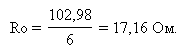 Ro = 102,98 / 6 = 17,16 Ом.